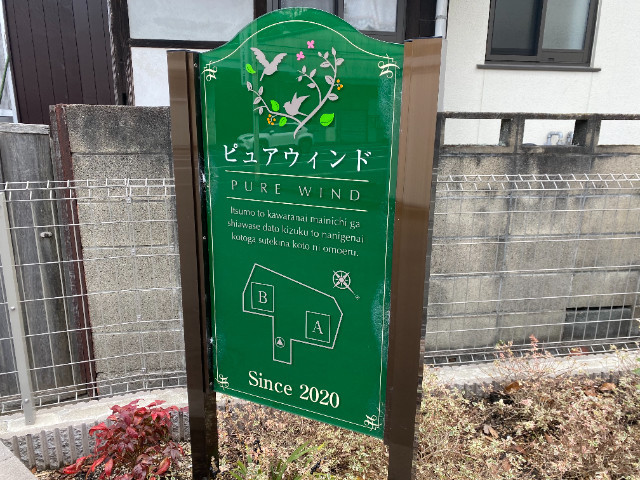 ピュアウィンド
PURE WIND
Itsumo to kawaranai mainichi ga
shiawase dato kizuku to nanigenai
kotoga sutekina koto ni omoeru.
B
A
Since 2020